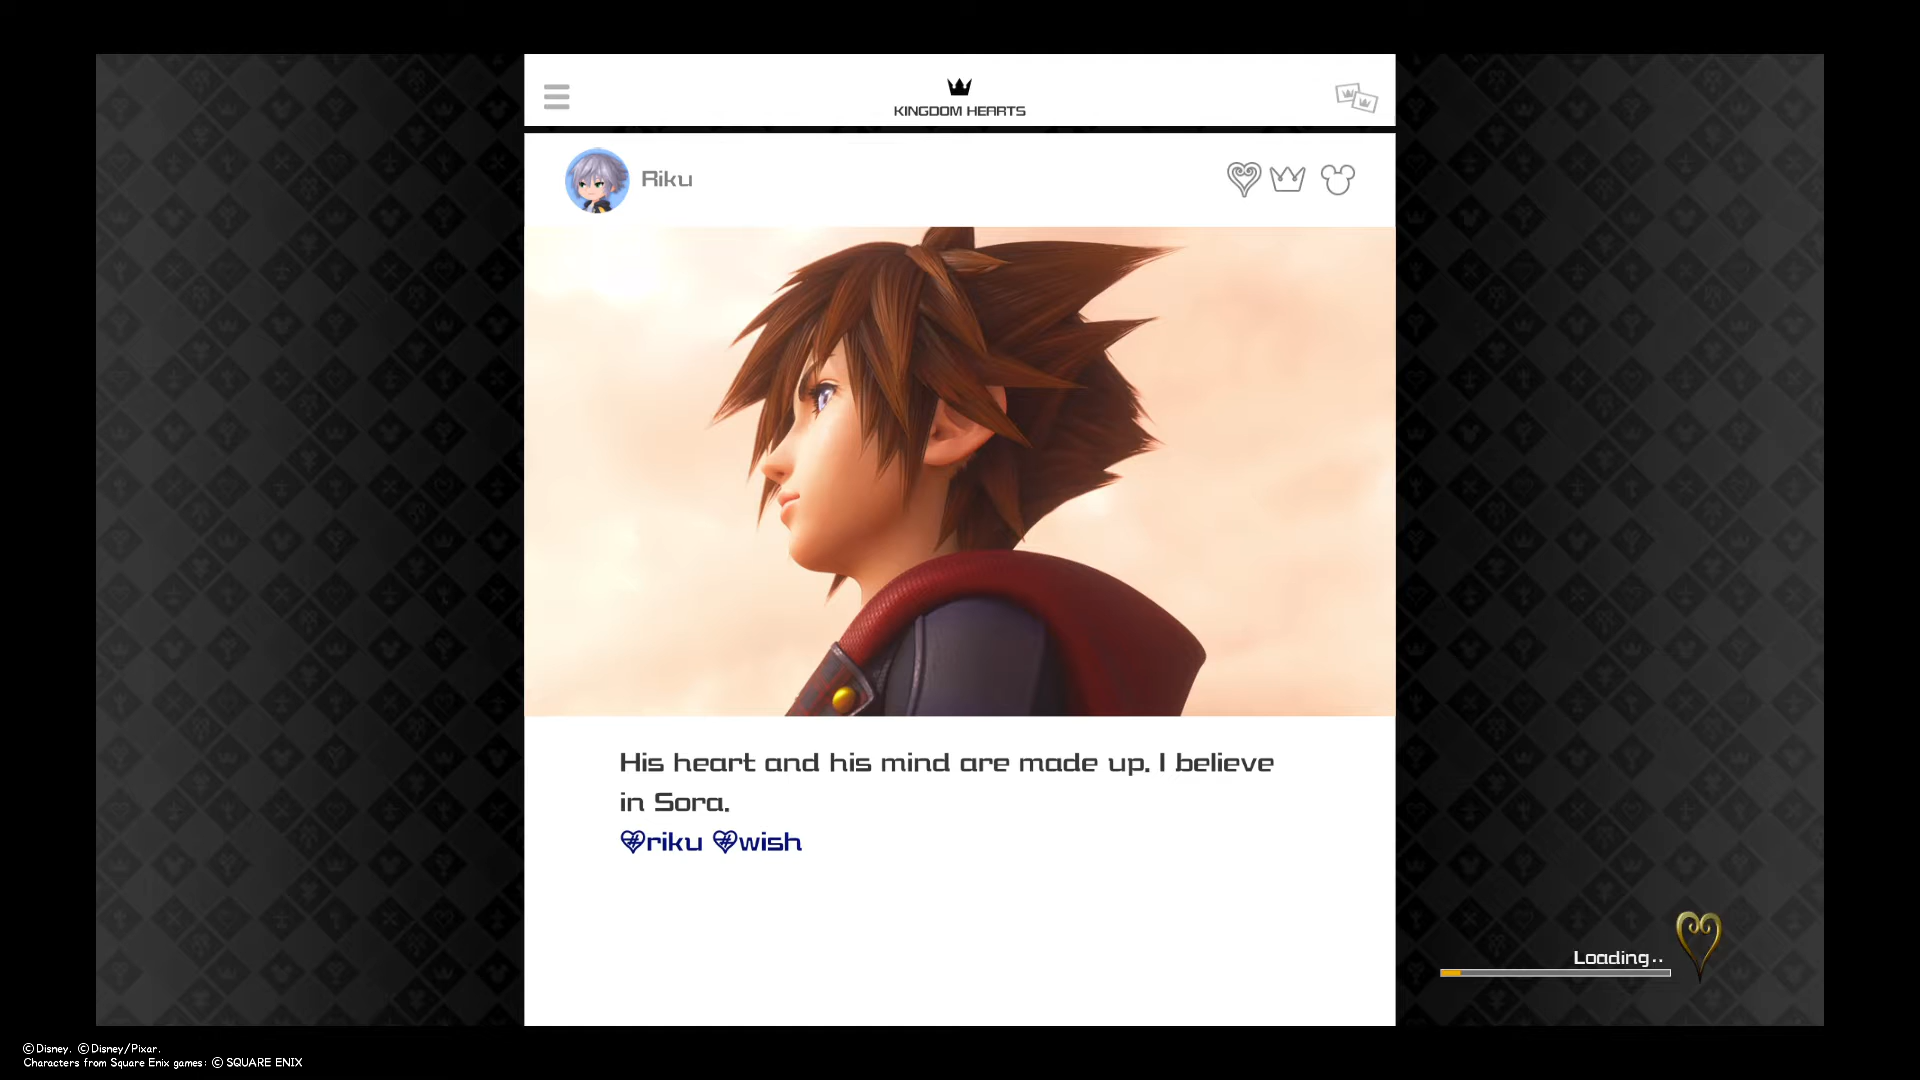 KINGDOM HEARTS
Riku
His heart and his mind are made up. I believe
in Sora.
#riku #wish
Loading..
©Disney. ©Disney/Pixar.
Characters from Square Enix games: © SQUARE ENIX